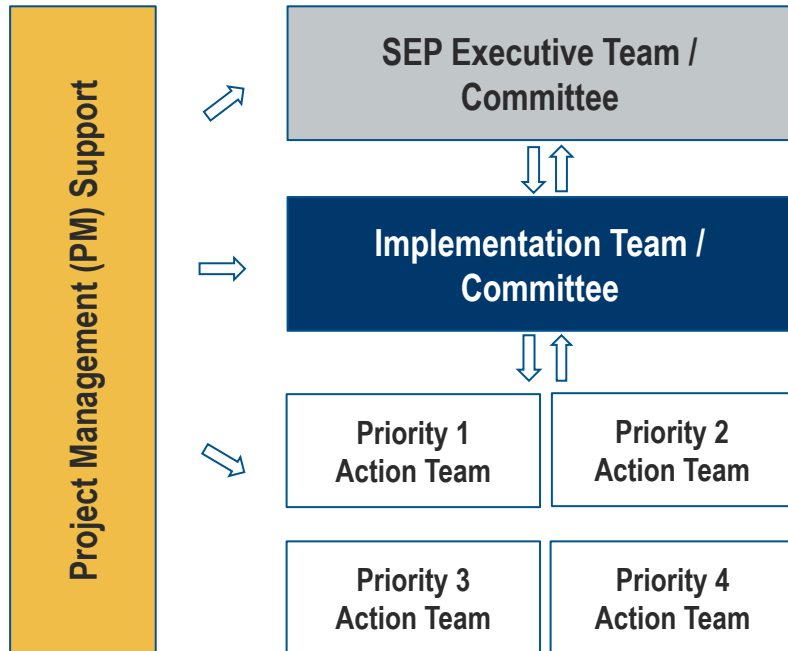 Project Management (PM) Support
SEP Executive Team /
Committee
Implementation Team /
Committee
Priority 1
Action Team
Priority 2
Action Team
Priority 3
Action Team
Priority 4
Action Team